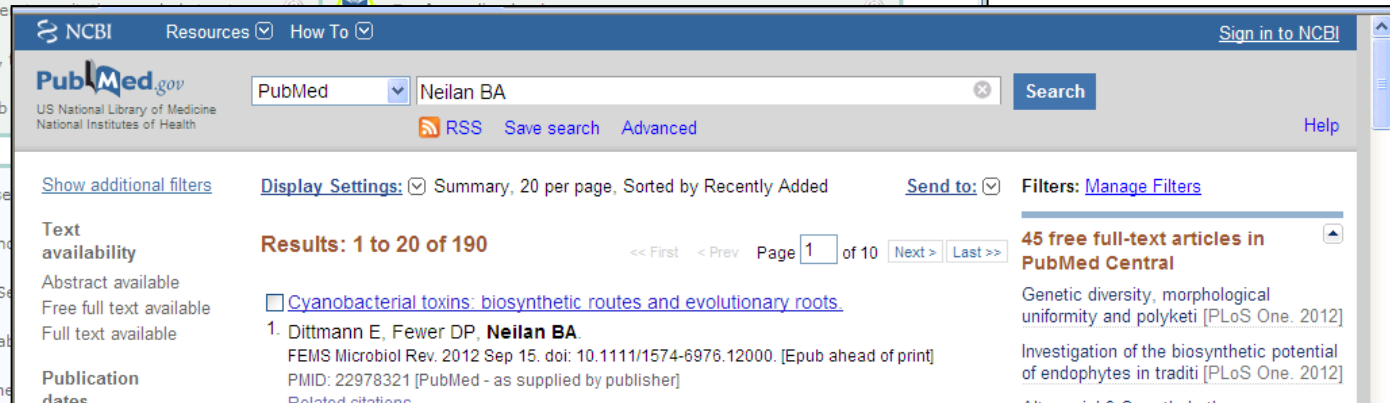 NCBI Resources How To Sign in to NCBI
PubMed.gov
US National Library of Medicine
National Institutes of Health
PubMed Neilan BA Search
RSS Save search Advanced
Help
Show additional filters
Text
availability
Abstract available
Free full text available
Full text available
Publication
dates
Display Settings: Summary, 20 per page, Sorted by Recently Added Send to:
Results: 1 to 20 of 190 << First < Prev Page 1 of 10 Next > Last >>
Cyanobacterial toxins: biosynthetic routes and evolutionary roots.
1. Dittmann E, Fewer DP, Neilan BA.
FEMS Microbiol Rev. 2012 Sep 15. doi: 10.1111/1574-6976.12000. [Epub ahead of print]
PMID: 22978321 [PubMed - as supplied by publisher]
Related citations
Filters: Manage Filters
45 free full-text articles in
PubMed Central
Genetic diversity, morphological
uniformity and polyketi [PLoS One. 2012]
Investigation of the biosynthetic potential
of endophytes in traditi [PLoS One. 2012]